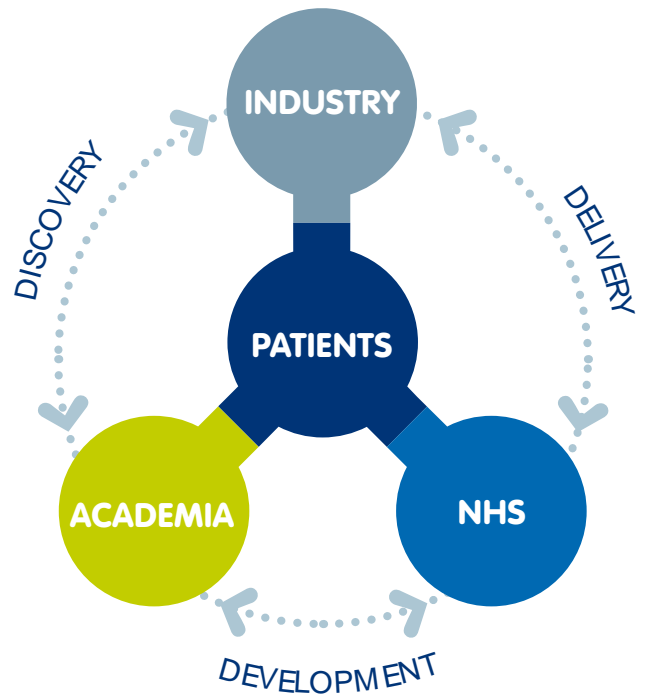 INDUSTRY
DISCOVERY
DELIVERY
PATIENTS
ACADEMIA
NHS
DEVELOPMENT